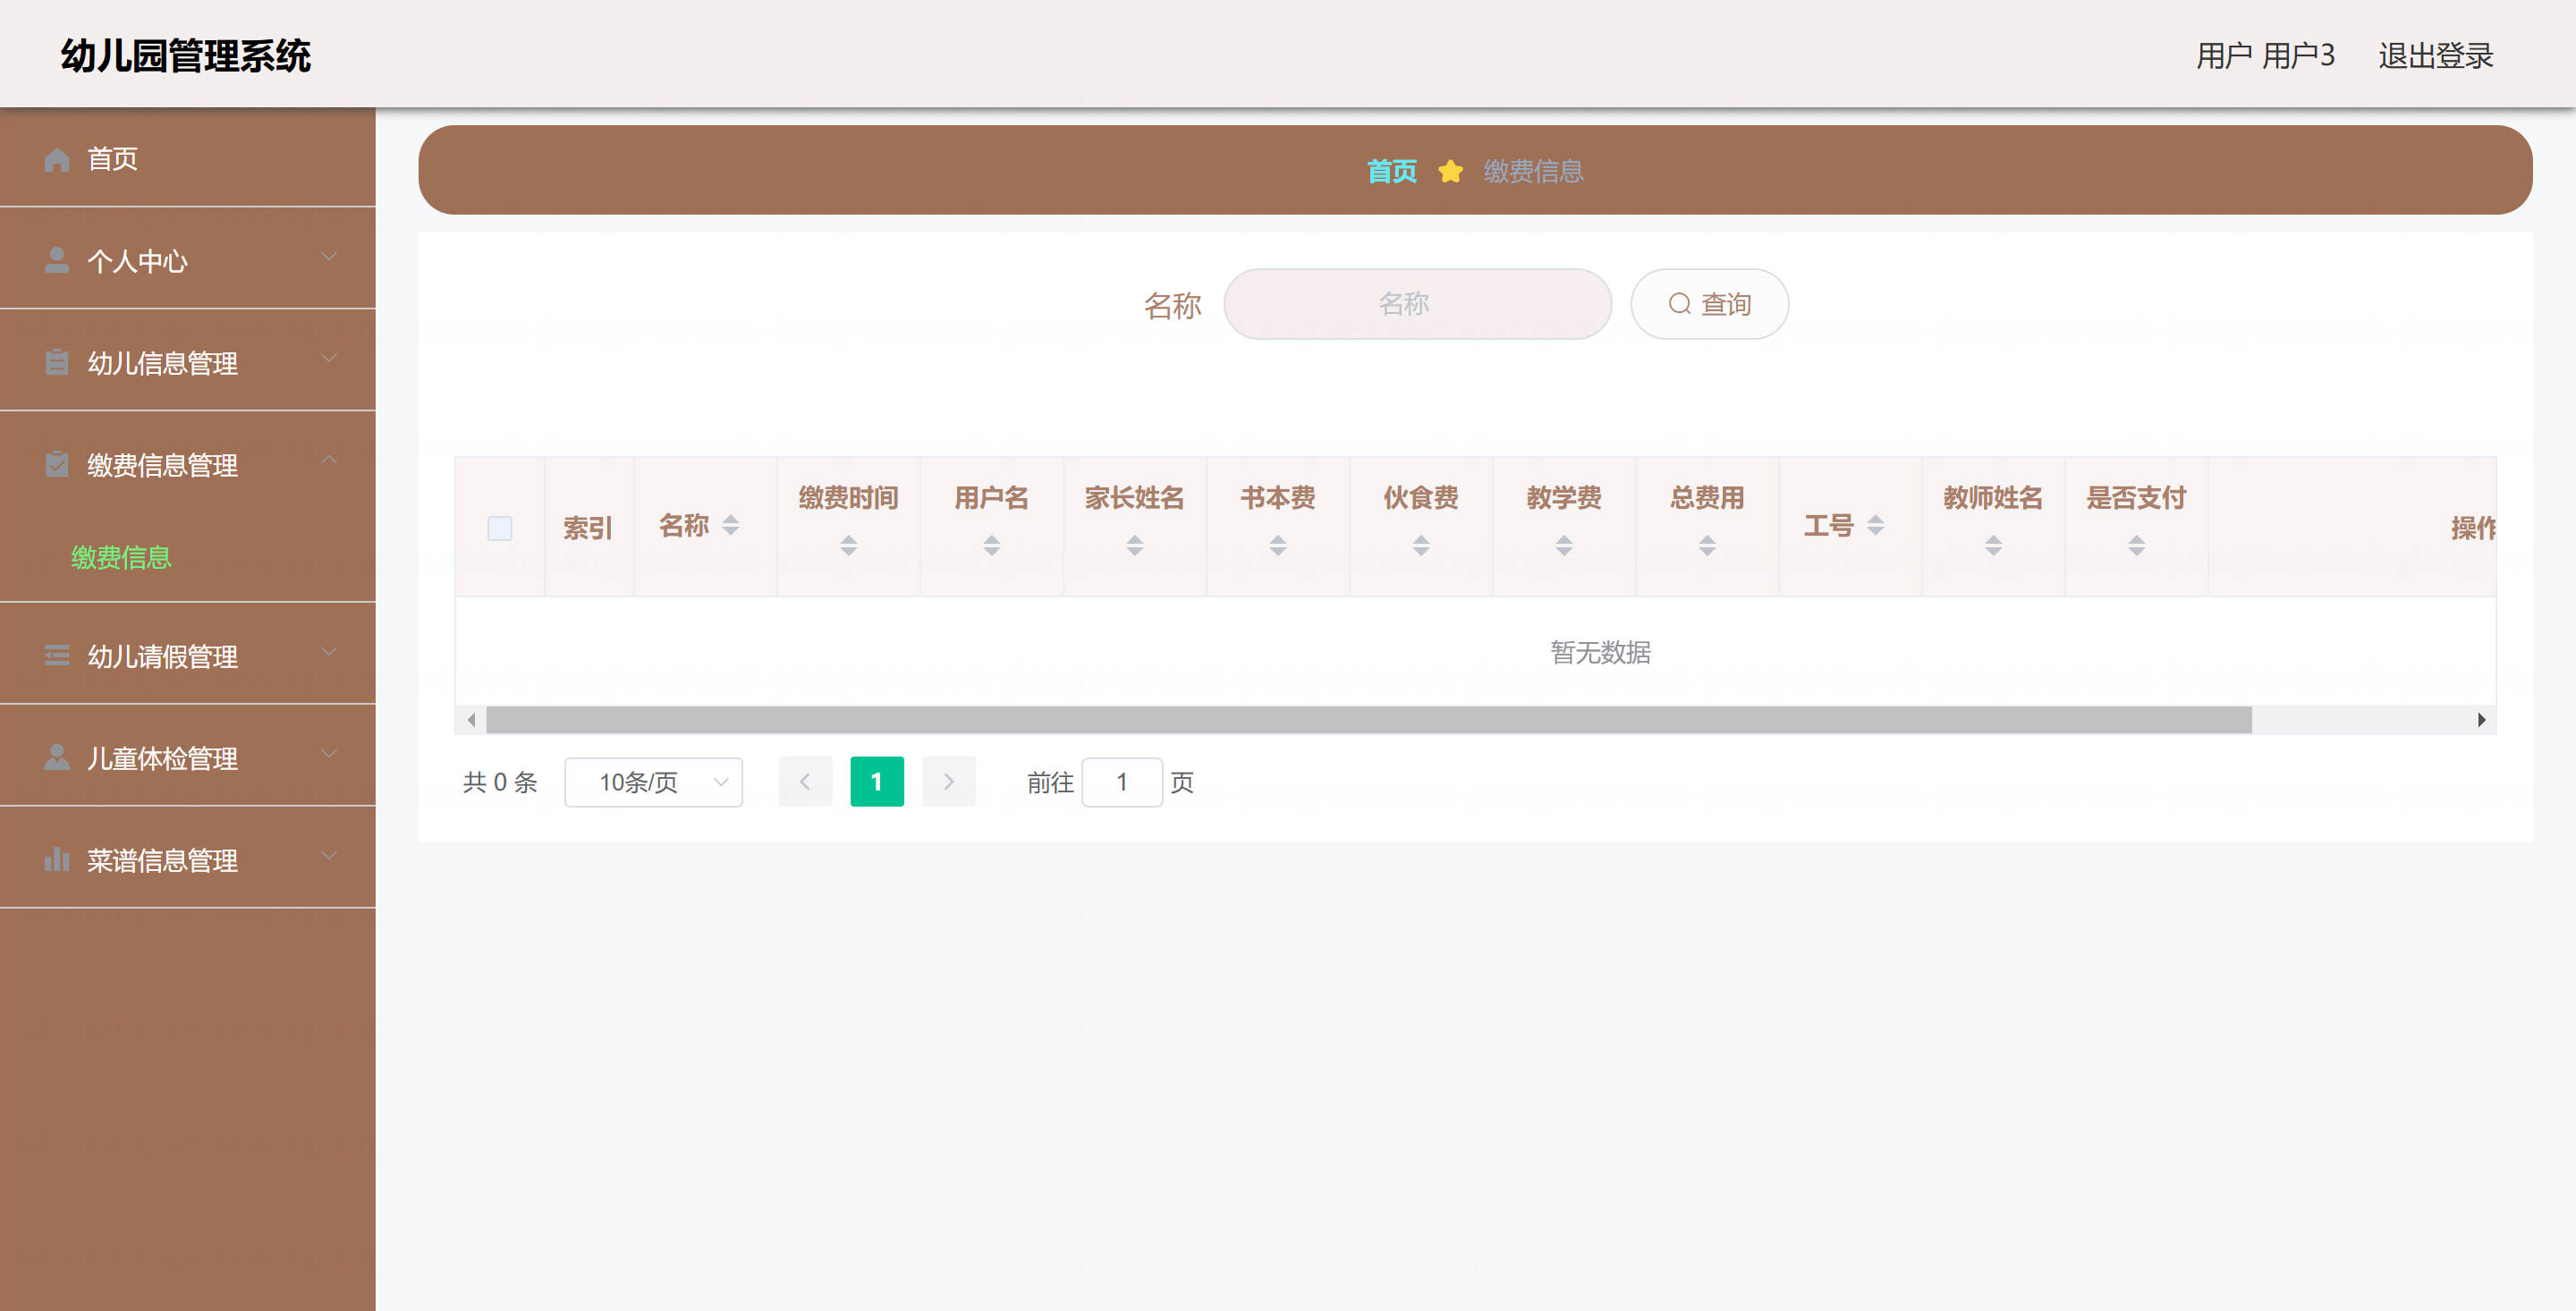 幼儿园管理系统
用户 用户3 退出登录
首页
个人中心
幼儿信息管理
缴费信息管理
缴费信息
幼儿请假管理
儿童体检管理
菜谱信息管理
首页 缴费信息
名称 名称 查询
索引 名称 缴费时间 用户名 家长姓名 书本费 伙食费 教学费 总费用 工号 教师姓名 是否支付 操作
暂无数据
共 0 条 10条/页 1 前往 1 页